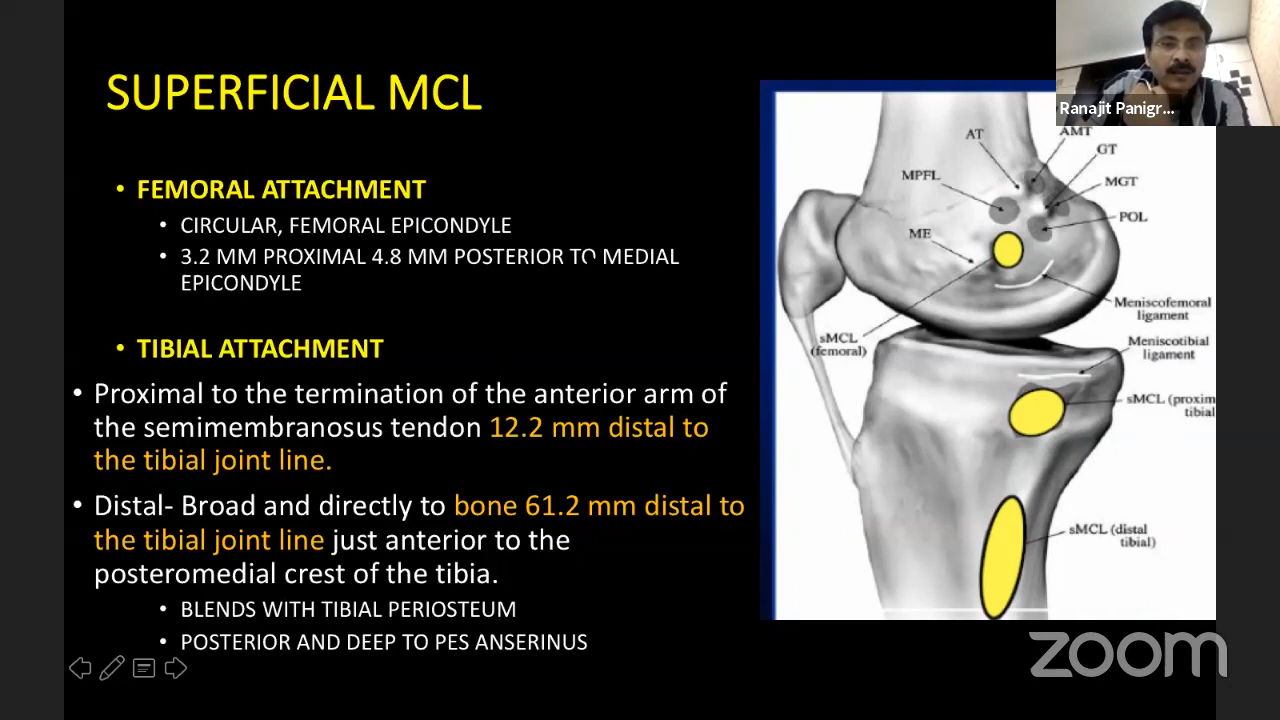 SUPERFICIAL MCL
• FEMORAL ATTACHMENT
• CIRCULAR, FEMORAL EPICONDYLE
• 3.2 MM PROXIMAL 4.8 MM POSTERIOR TO MEDIAL
EPICONDYLE
• TIBIAL ATTACHMENT
• Proximal to the termination of the anterior arm of
the semimembranosus tendon 12.2 mm distal to
the tibial joint line.
• Distal- Broad and directly to bone 61.2 mm distal to
the tibial joint line just anterior to the
posteromedial crest of the tibia.
• BLENDS WITH TIBIAL PERIOSTEUM
• POSTERIOR AND DEEP TO PES ANSERINUS
Ranajit Panigr...
AT
AMT
GT
MPFL
MGT
POL
ME
Meniscofemoral
ligament
sMCL
(femoral)
Meniscotibial
ligament
sMCL (proxim
tibial
sMCL (distal
tibial)
zoom